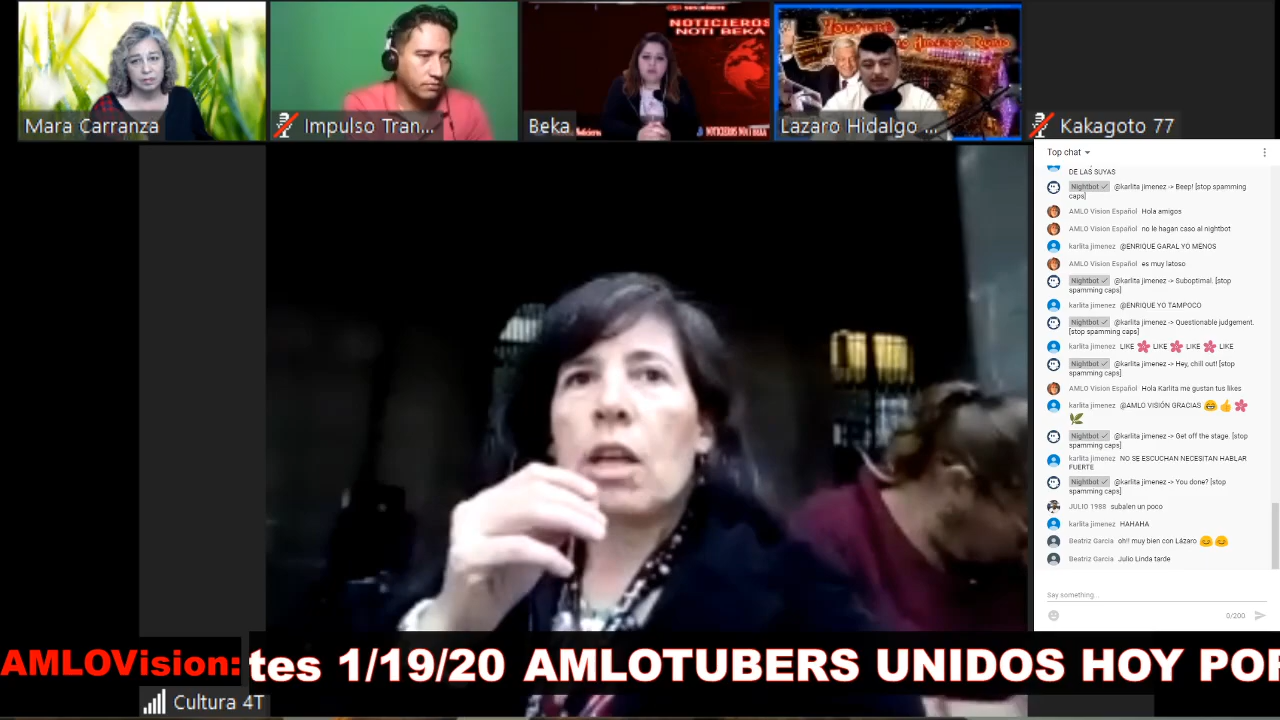 NOTICIEROS
NOTI BEKA
Mara Carranza
Impulso Tran...
Beka
Noticieros
NOTICIEROS NOTI BEKA
Lazaro Hidalgo ...
Kakagoto 77
Top chat
DE LAS SUYAS
Nightbot @karlita jimenez -> Beep! [stop spamming
caps]
AMLO Vision Español Hola amigos
AMLO Vision Español no le hagan caso al nightbot
karlita jimenez @ENRIQUE GARAL YO MENOS
AMLO Vision Español es muy latoso
Nightbot @karlita jimenez -> Suboptimal. [stop
spamming caps]
karlita jimenez @ENRIQUE YO TAMPOCO
Nightbot @karlita jimenez -> Questionable judgement.
[stop spamming caps]
karlita jimenez LIKE 🌸 LIKE 🌸 LIKE 🌸 LIKE
Nightbot @karlita jimenez -> Hey, chill out! [stop
spamming caps]
AMLO Vision Español Hola Karlita me gustan tus likes
karlita jimenez @AMLO VISIÓN GRACIAS 😂 👍 🌸
🌿
Nightbot @karlita jimenez -> Get off the stage. [stop
spamming caps]
karlita jimenez NO SE ESCUCHAN NECESITAN HABLAR
FUERTE
Nightbot @karlita jimenez -> You done? [stop
spamming caps]
JULIO 1988 subalen un poco
karlita jimenez HAHAHA
Beatriz Garcia oh!! muy bien con Lázaro 😊 😊
Beatriz Garcia Julio Linda tarde
Say something...
0/200
AMLOVision: tes 1/19/20 AMLOTUBERS UNIDOS HOY POR
Cultura 4T